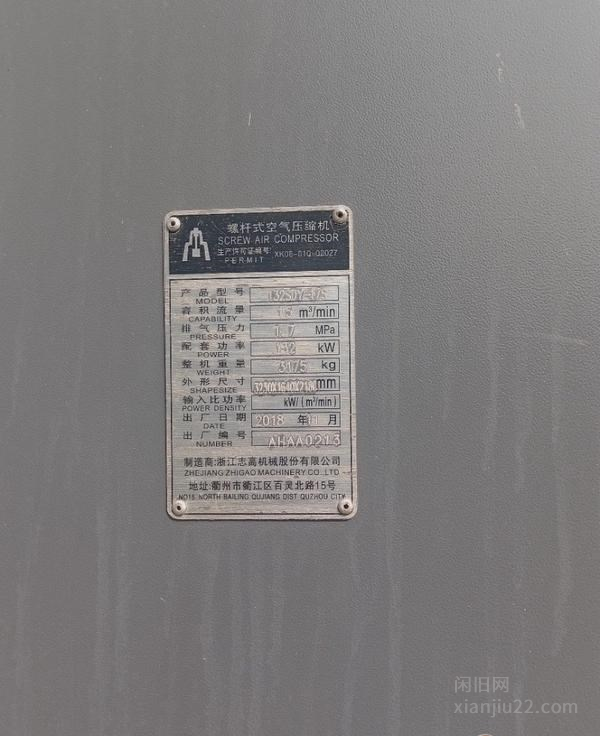 螺杆式空气压缩机
SCREW AIR COMPRESSOR
生产许可证编号: XK06-010-02027
PERMIT
产品型号
MODEL
容积流量 m³/min
CAPABILITY
排气压力 MPa
PRESSURE
配套功率 132 kW
POWER
整机重量 3175 kg
WEIGHT
外形尺寸 mm
SHAPESIZE
输入比功率 kW/(m³/min)
POWER DENSITY
出厂日期 2018 年 月
DATE
出厂编号 AHAA0213
NUMBER
制造商:浙江志高机械股份有限公司
ZHEJIANG ZHIGAO MACHINERY CO.,LTD
地址:衢州市衢江区百灵北路15号
NO15 NORTH BAILING QUJIANG DIST QUZHOU CITY
闲旧网
xianjiu22.com